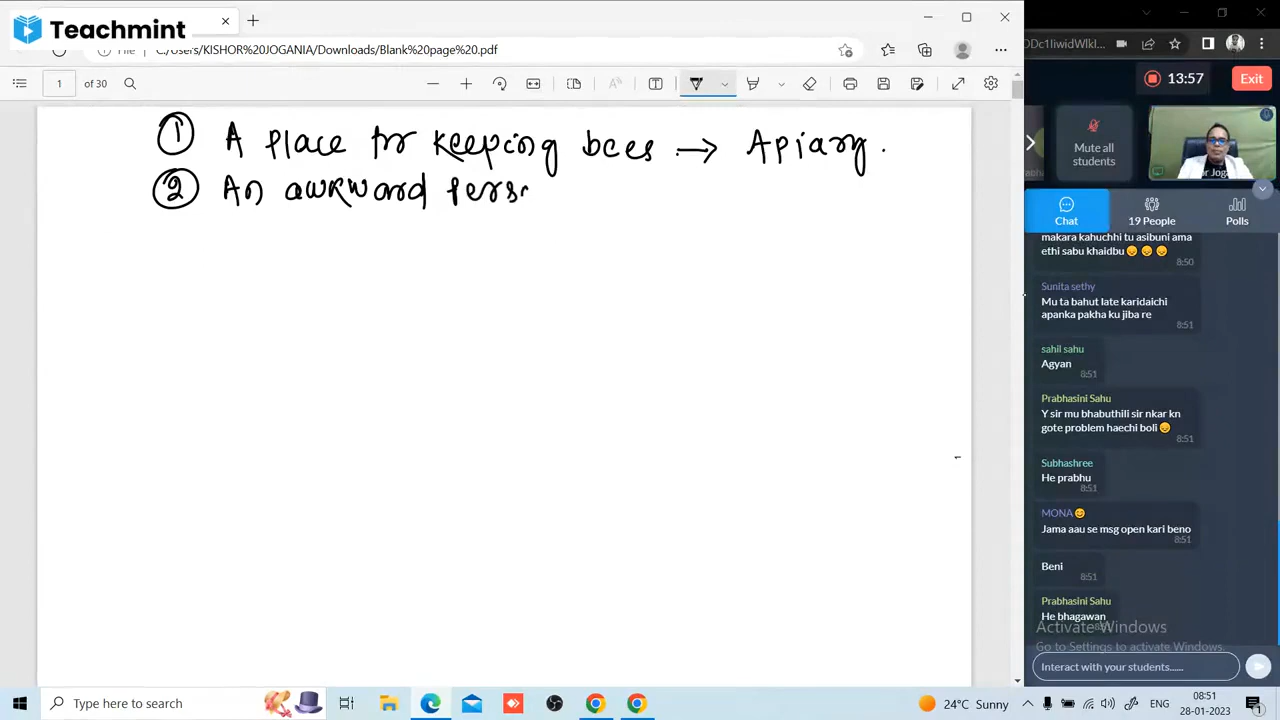 Teachmint
File
C:/Users/KISHOR%20JOGANIA/Downloads/Blank%20page%20.pdf
1 of 30
① A place for keeping bees → Apiary.
② An awkward Pers
DDc1IiwidWlkI...
13:57
Exit
Mute all
students
Chat
19 People
Polls
makara kahuchhi tu asibuni ama
ethi sabu khaidbu 😞 😞 😞
8:50
Sunita sethy
Mu ta bahut late karidaichi
apanka pakha ku jiba re
8:51
sahil sahu
Agyan
8:51
Prabhasini Sahu
Y sir mu bhabuthili sir nkar kn
gote problem haechi boli 😞
8:51
Subhashree
He prabhu
8:51
MONA😊
Jama aau se msg open kari beno
8:51
Beni
8:51
Prabhasini Sahu
He bhagawan
Activate Windows
Go to Settings to activate Windows.
Interact with your students......
Type here to search
24°C Sunny
ENG
08:51
28-01-2023
1